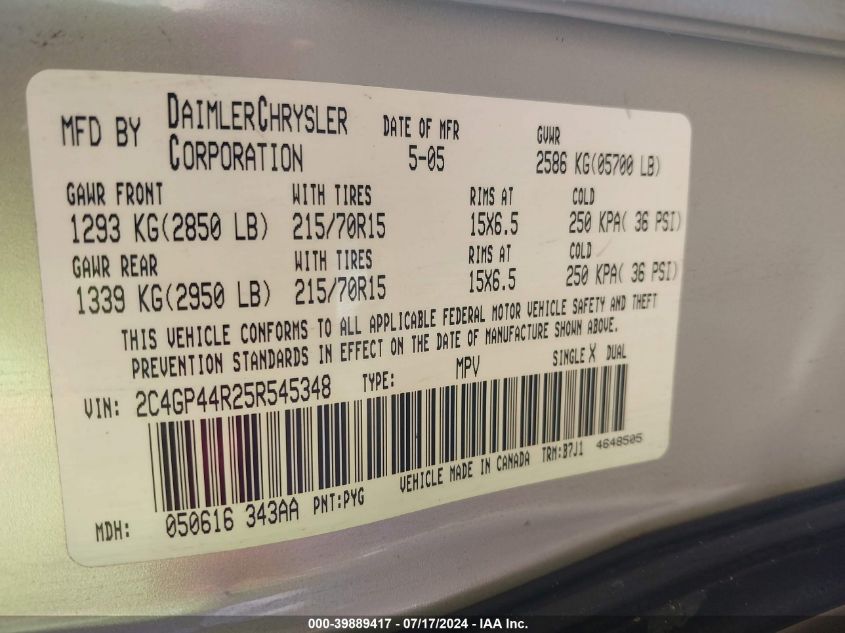 MFD BY DAIMLERCHRYSLER CORPORATION DATE OF MFR 5-05 GVWR 2586 KG(05700 LB)
GAWR FRONT WITH TIRES RIMS AT COLD
1293 KG(2850 LB) 215/70R15 15X6.5 250 KPA( 36 PSI)
GAWR REAR WITH TIRES RIMS AT COLD
1339 KG(2950 LB) 215/70R15 15X6.5 250 KPA( 36 PSI)
THIS VEHICLE CONFORMS TO ALL APPLICABLE FEDERAL MOTOR VEHICLE SAFETY AND THEFT
PREVENTION STANDARDS IN EFFECT ON THE DATE OF MANUFACTURE SHOWN ABOVE.
VIN: 2C4GP44R25R545348 TYPE: MPV SINGLE X DUAL
MDH: 050616 343AA PNT:PYG VEHICLE MADE IN CANADA TRM:B7J1 4648505
000-39889417 - 07/17/2024 - IAA Inc.